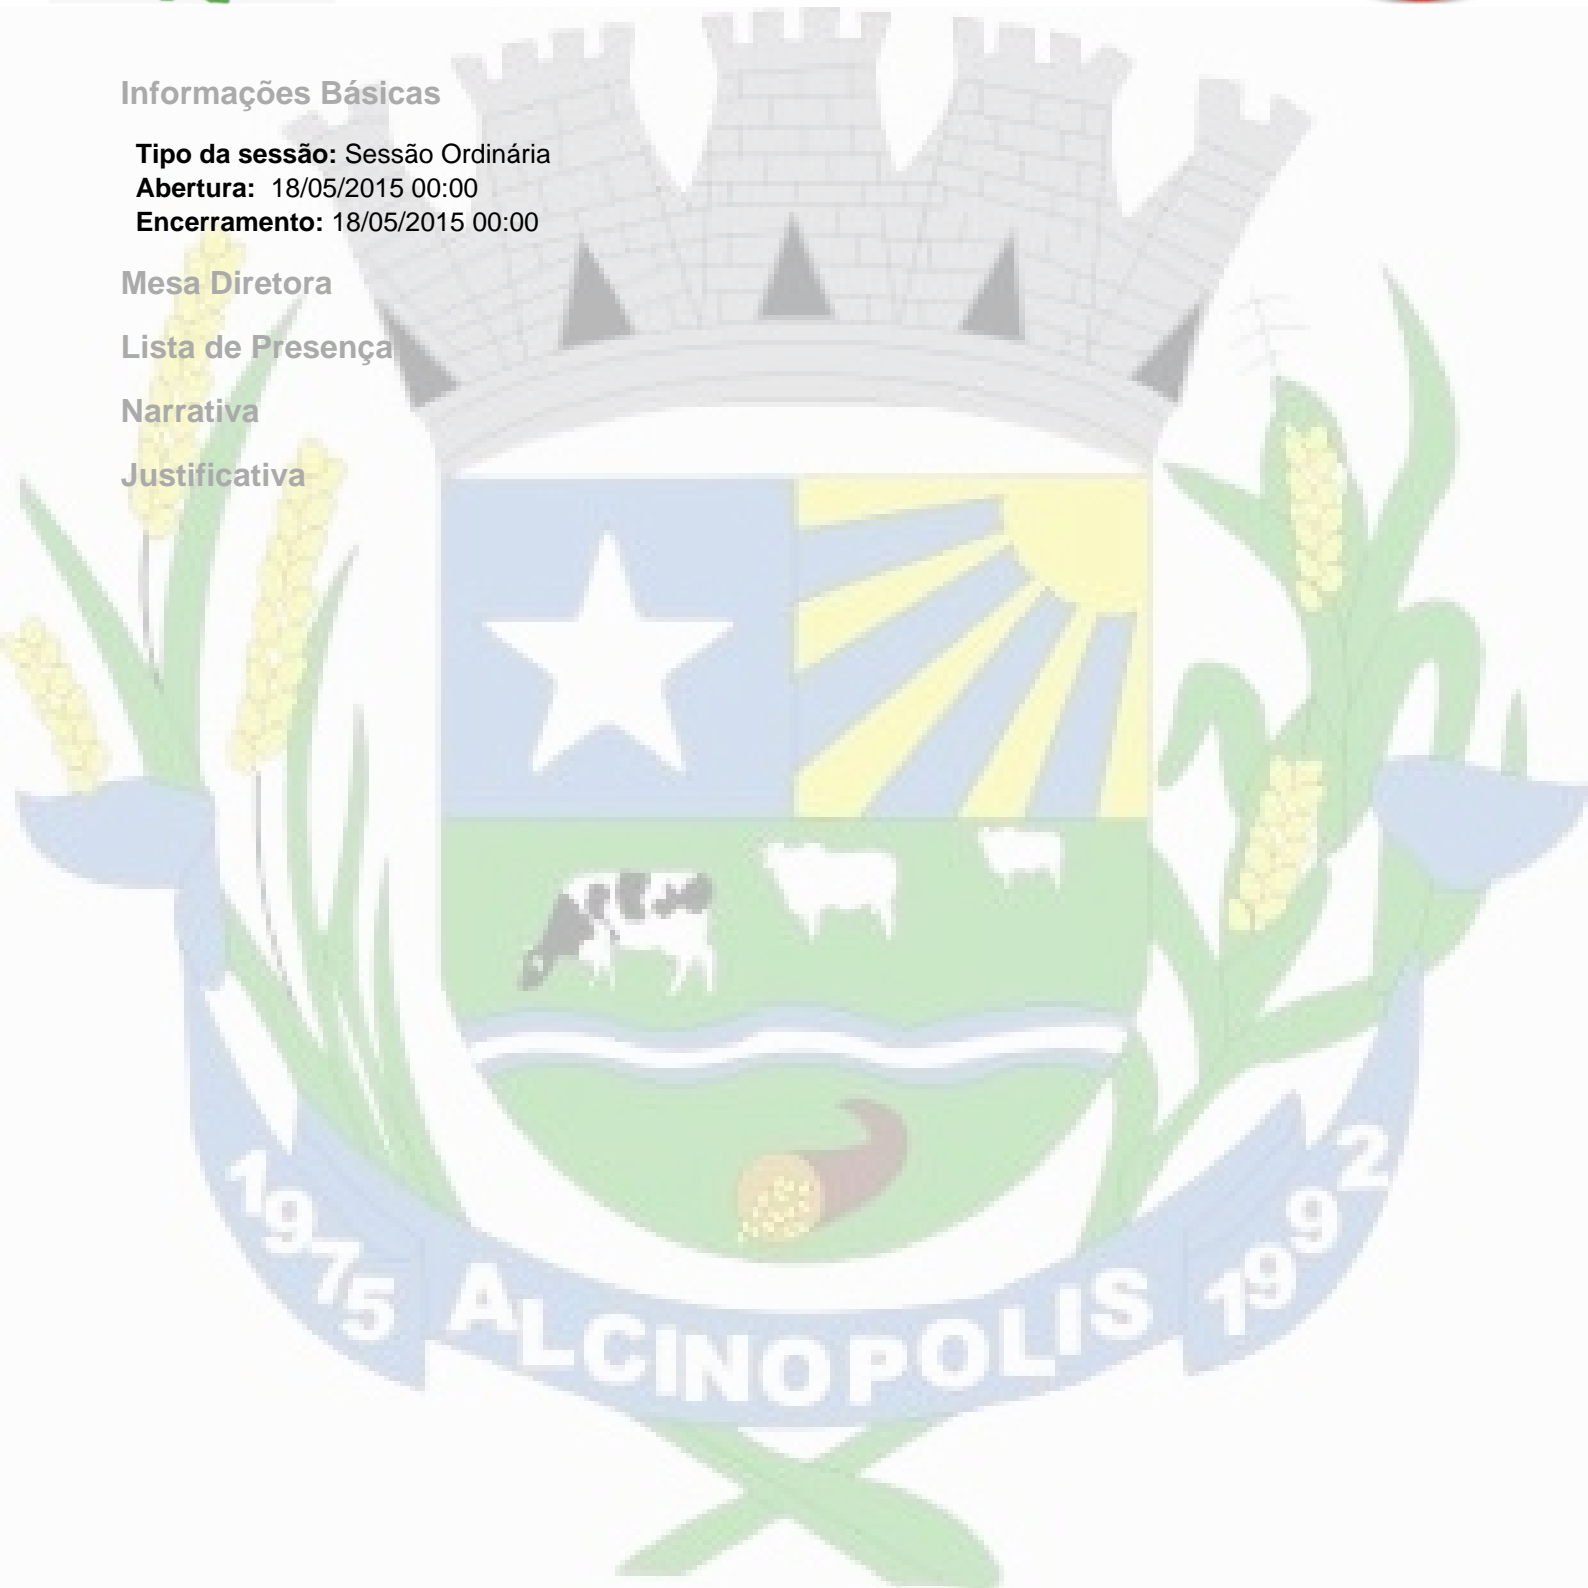 Informações Básicas
Tipo da sessão: Sessão Ordinária
Abertura: 18/05/2015 00:00
Encerramento: 18/05/2015 00:00
Mesa Diretora
Lista de Presença
Narrativa
Justificativa
1975 ALCINOPOLIS 1992